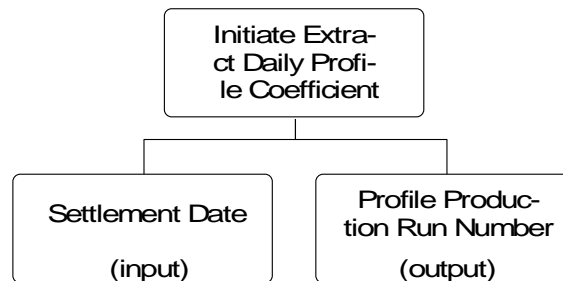 Initiate Extra-
ct Daily Profi-
le Coefficient
Settlement Date
(input)
Profile Produc-
tion Run Number
(output)